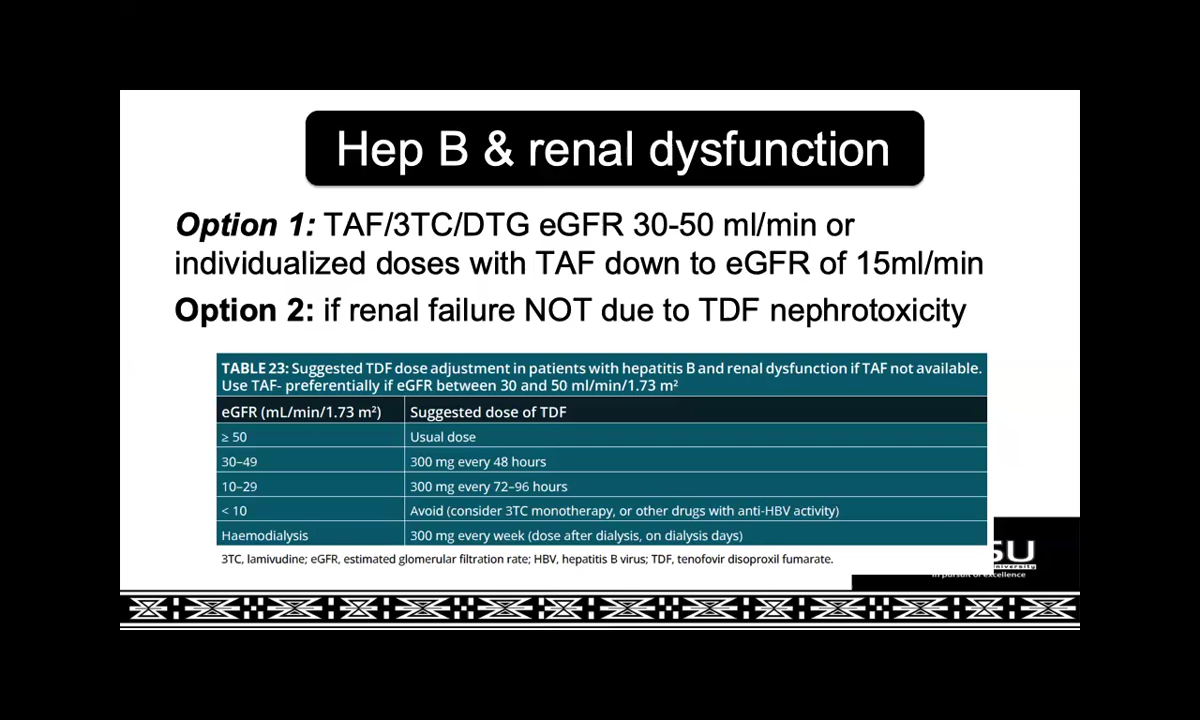 Hep B & renal dysfunction
Option 1: TAF/3TC/DTG eGFR 30-50 ml/min or
individualized doses with TAF down to eGFR of 15ml/min
Option 2: if renal failure NOT due to TDF nephrotoxicity
TABLE 23: Suggested TDF dose adjustment in patients with hepatitis B and renal dysfunction if TAF not available.
Use TAF- preferentially if eGFR between 30 and 50 ml/min/1.73 m²
eGFR (mL/min/1.73 m²) Suggested dose of TDF
≥ 50 Usual dose
30–49 300 mg every 48 hours
10–29 300 mg every 72–96 hours
< 10 Avoid (consider 3TC monotherapy, or other drugs with anti-HBV activity)
Haemodialysis 300 mg every week (dose after dialysis, on dialysis days)
3TC, lamivudine; eGFR, estimated glomerular filtration rate; HBV, hepatitis B virus; TDF, tenofovir disoproxil fumarate.
SU
in pursuit of excellence